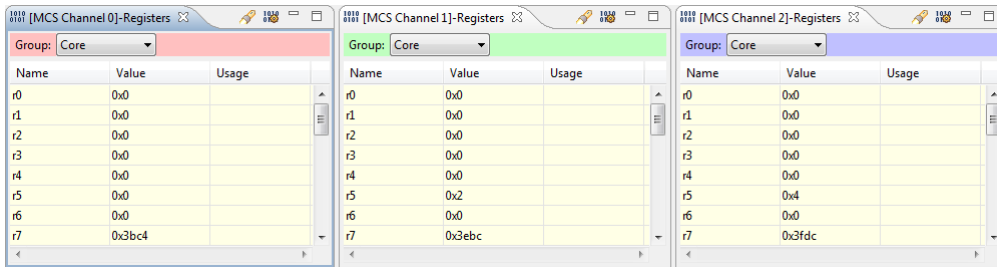 [MCS Channel 0]-Registers
Group: Core
Name Value Usage
r0 0x0
r1 0x0
r2 0x0
r3 0x0
r4 0x0
r5 0x0
r6 0x0
r7 0x3bc4
[MCS Channel 1]-Registers
Group: Core
Name Value Usage
r0 0x0
r1 0x0
r2 0x0
r3 0x0
r4 0x0
r5 0x2
r6 0x0
r7 0x3ebc
[MCS Channel 2]-Registers
Group: Core
Name Value Usage
r0 0x0
r1 0x0
r2 0x0
r3 0x0
r4 0x0
r5 0x4
r6 0x0
r7 0x3fdc